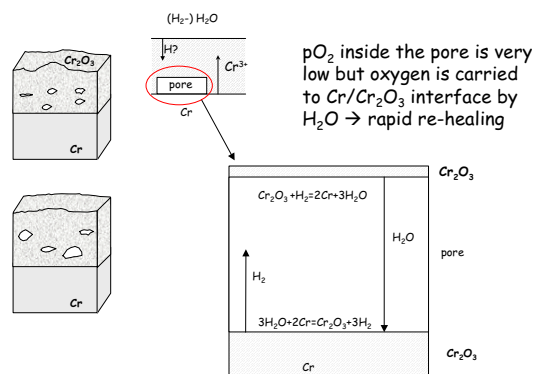 (H₂-) H₂O
Cr₂O₃
H?
Cr³⁺
pore
Cr
Cr
pO₂ inside the pore is very
low but oxygen is carried
to Cr/Cr₂O₃ interface by
H₂O → rapid re-healing
Cr₂O₃
Cr₂O₃+H₂=2Cr+3H₂O
H₂O
pore
H₂
Cr
3H₂O+2Cr=Cr₂O₃+3H₂
Cr₂O₃
Cr